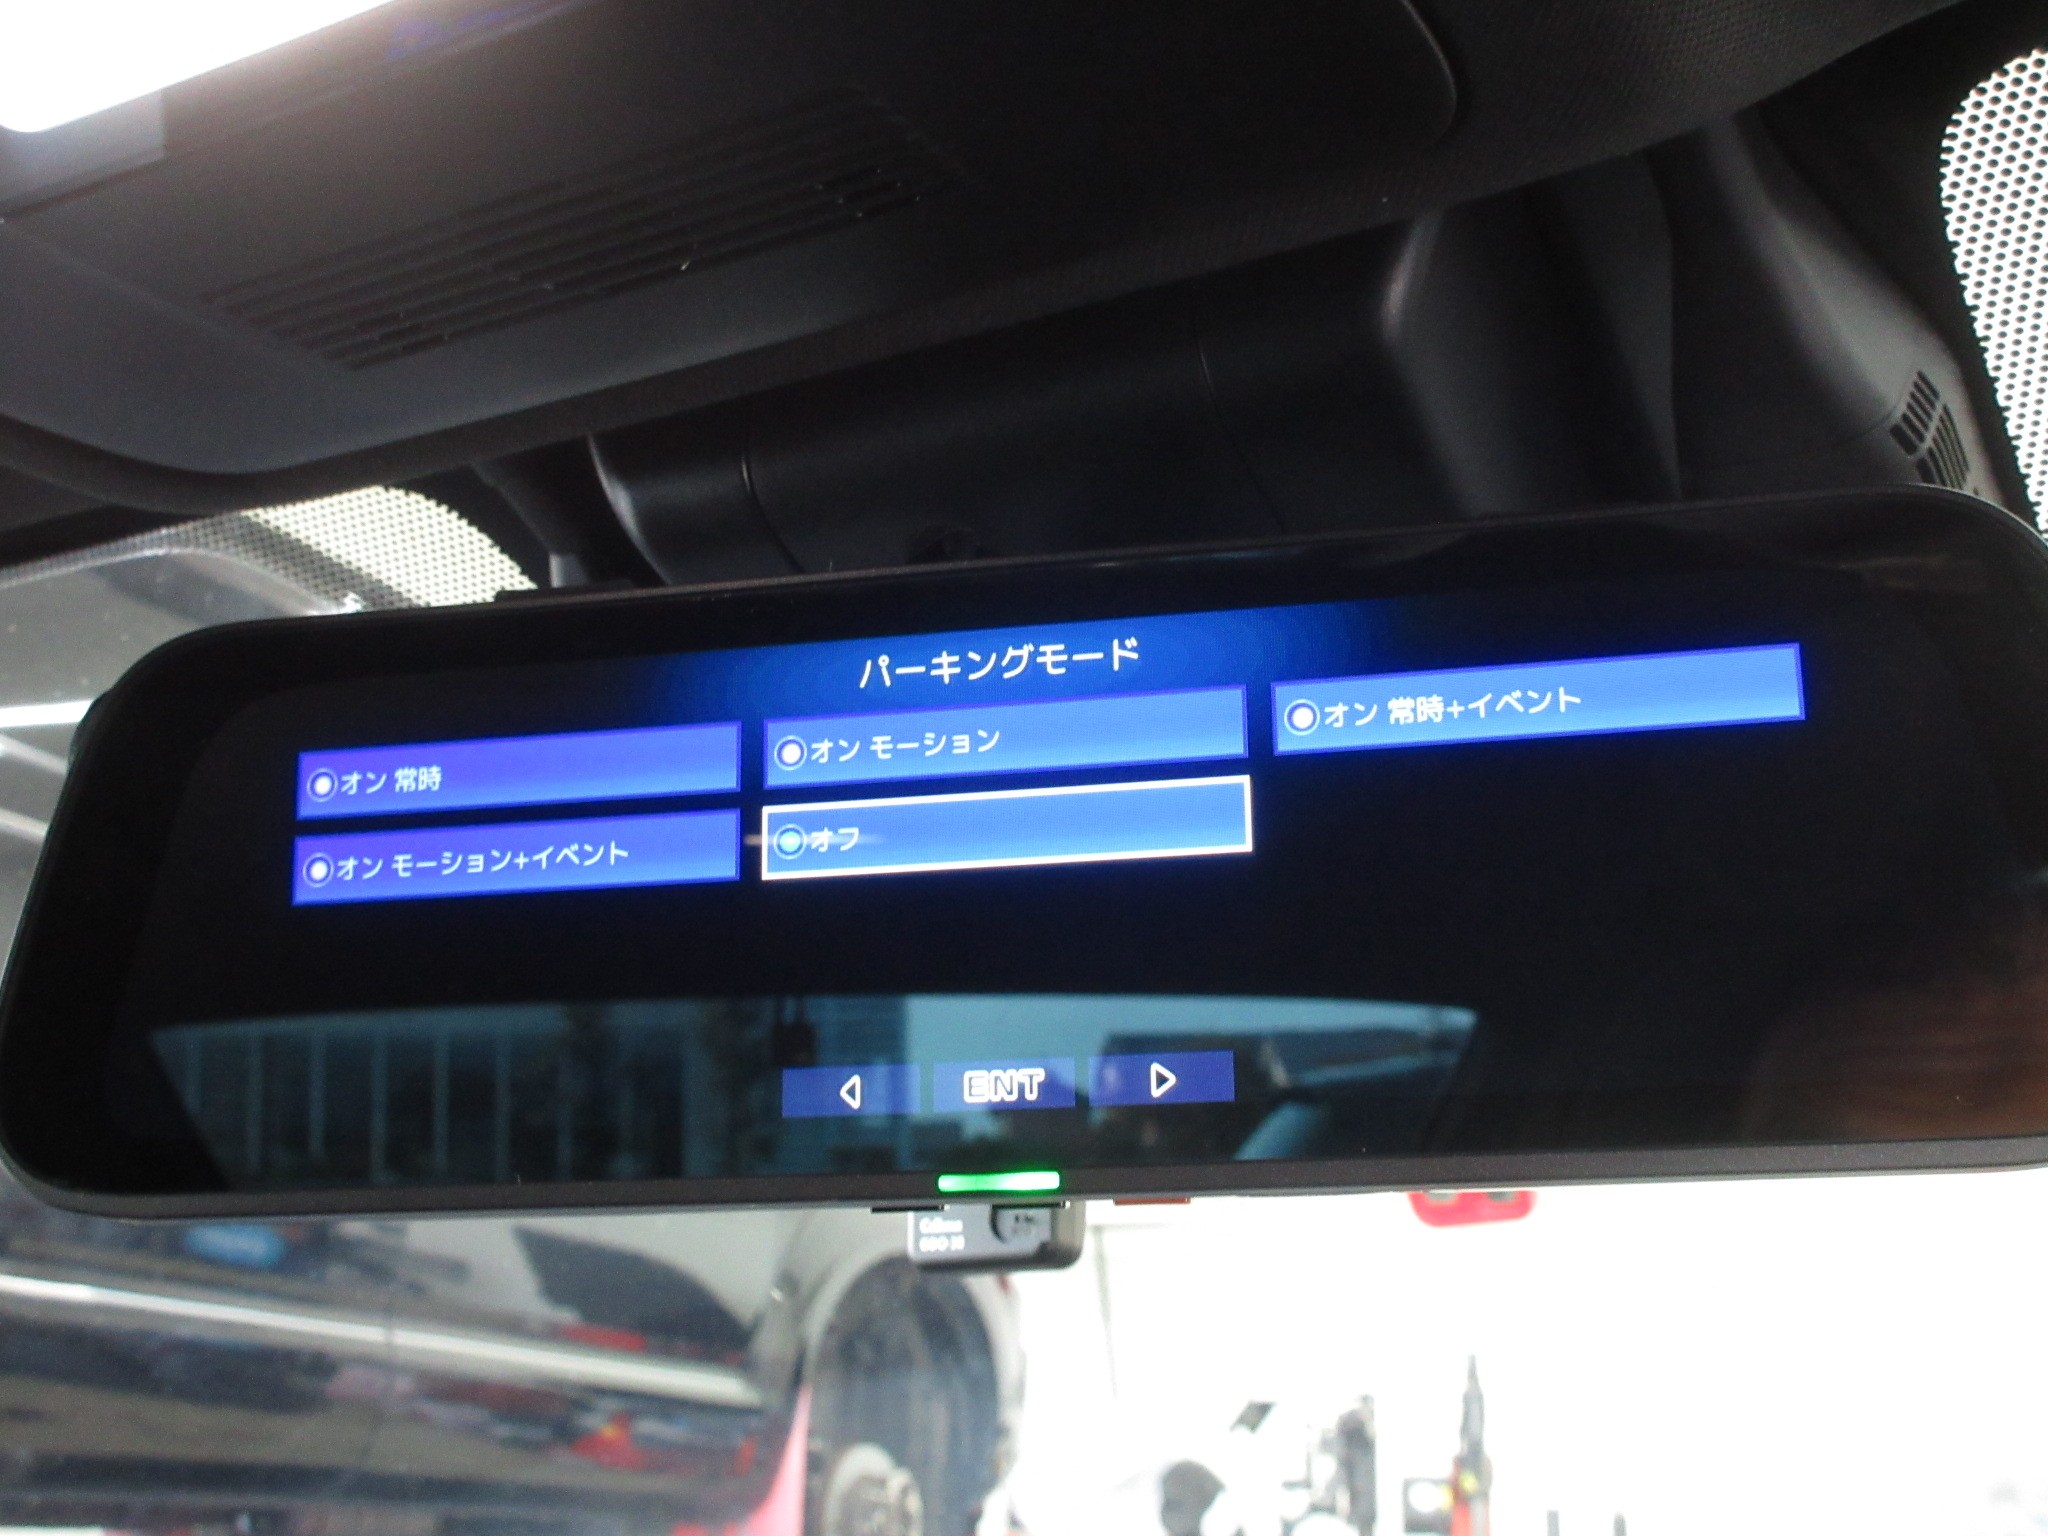 パーキングモード
オン 常時
オン モーション
オン 常時+イベント
オン モーション+イベント
オフ
ENT